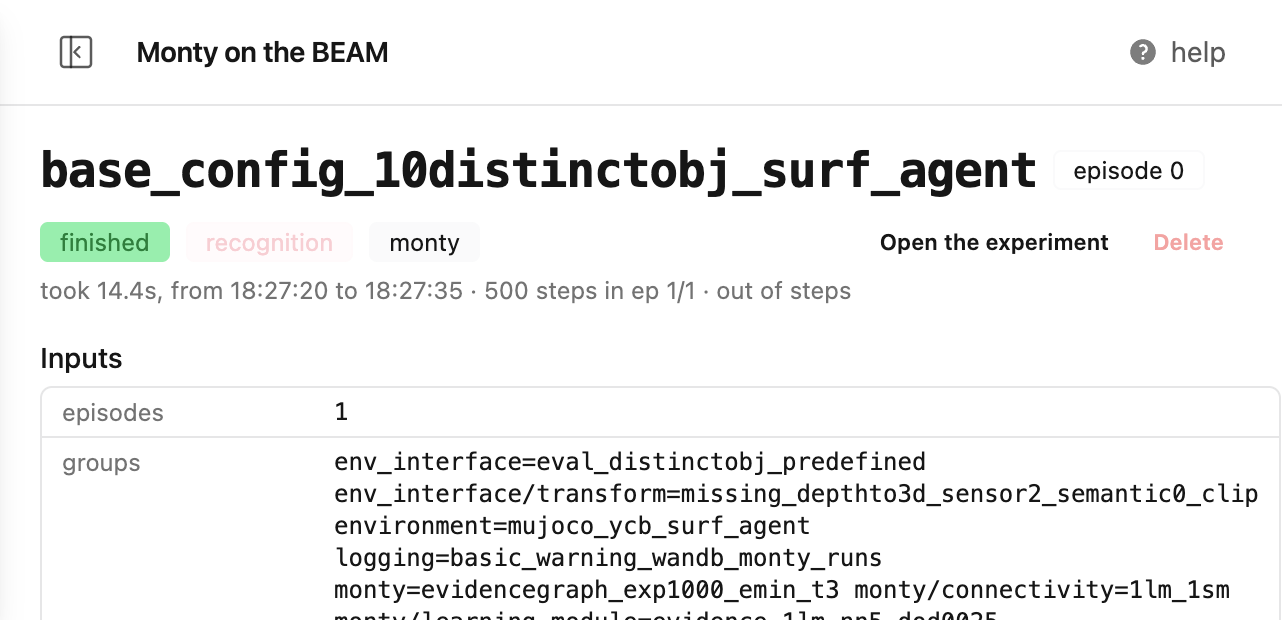 Monty on the BEAM
help
base_config_10distinctobj_surf_agent episode 0
finished recognition monty Open the experiment Delete
took 14.4s, from 18:27:20 to 18:27:35 · 500 steps in ep 1/1 · out of steps
Inputs
episodes 1
groups env_interface=eval_distinctobj_predefined
env_interface/transform=missing_depthto3d_sensor2_semantic0_clip
environment=mujoco_ycb_surf_agent
logging=basic_warning_wandb_monty_runs
monty=evidencegraph_exp1000_emin_t3 monty/connectivity=1lm_1sm